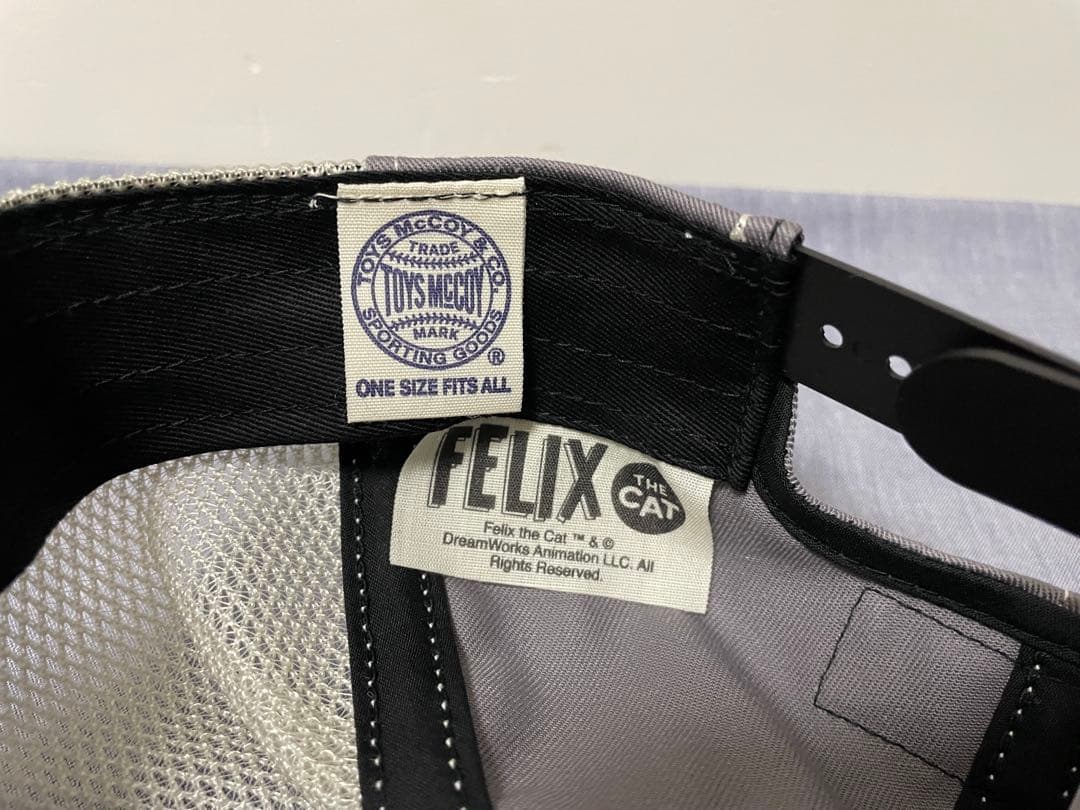 TOYS McCOY & CO.
TRADE
TOYS McCOY
MARK
SPORTING GOODS
®
ONE SIZE FITS ALL
FELIX
THE
CAT
Felix the Cat ™ & ©
DreamWorks Animation LLC. All
Rights Reserved.